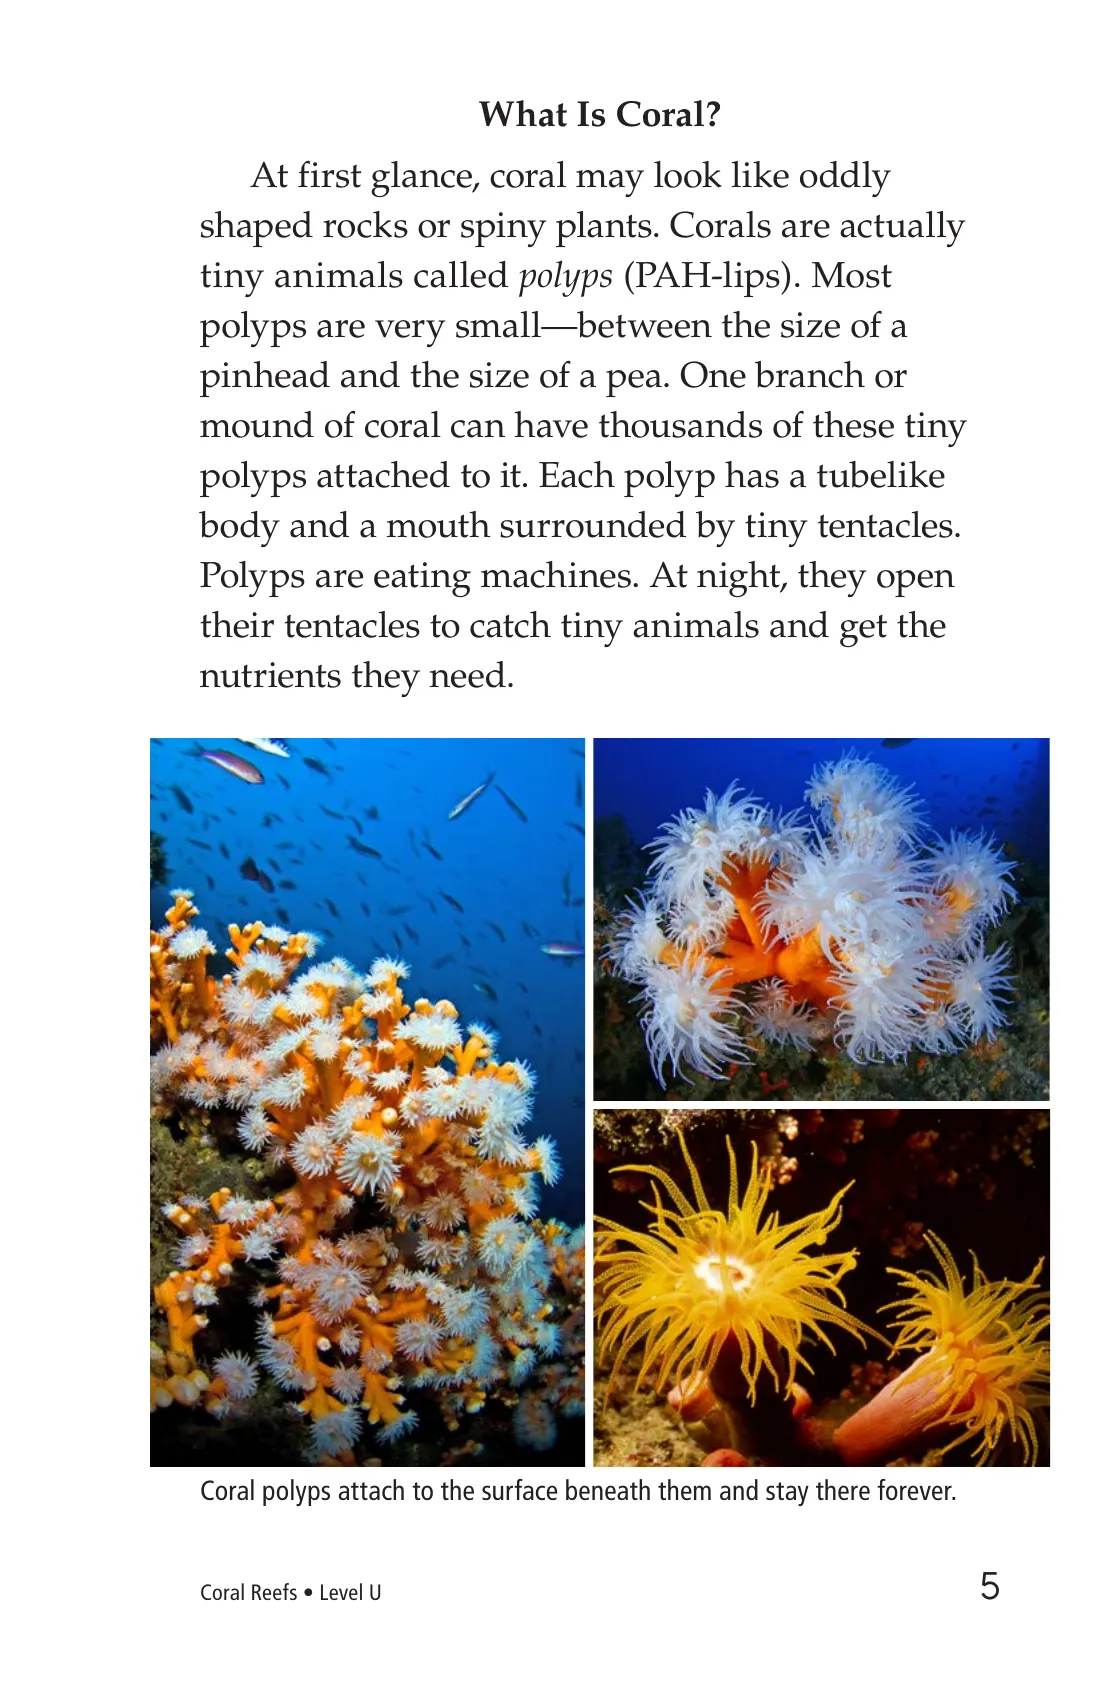 What Is Coral?
At first glance, coral may look like oddly
shaped rocks or spiny plants. Corals are actually
tiny animals called polyps (PAH-lips). Most
polyps are very small—between the size of a
pinhead and the size of a pea. One branch or
mound of coral can have thousands of these tiny
polyps attached to it. Each polyp has a tubelike
body and a mouth surrounded by tiny tentacles.
Polyps are eating machines. At night, they open
their tentacles to catch tiny animals and get the
nutrients they need.
Coral polyps attach to the surface beneath them and stay there forever.
Coral Reefs • Level U
5